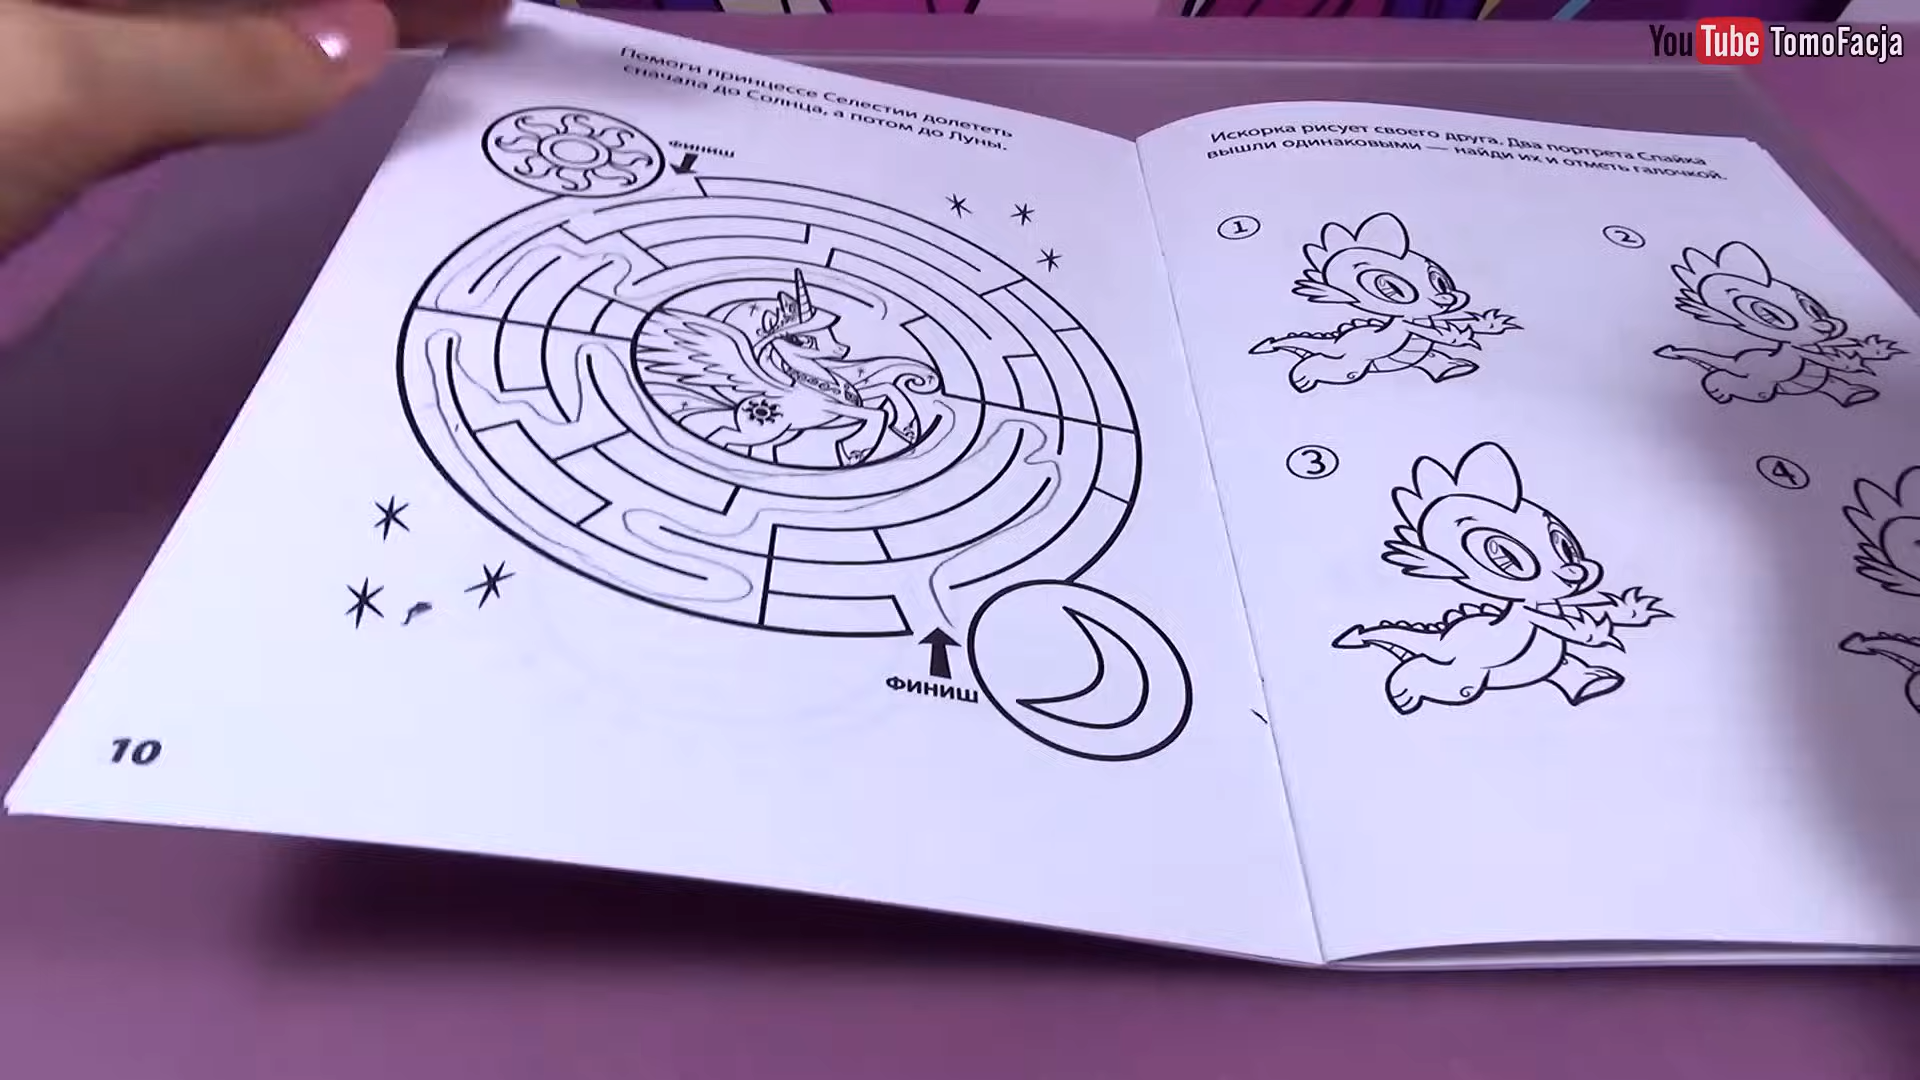 YouTube TomoFacja
Помоги принцессе Селестии долететь
сначала до Солнца, а потом до Луны.
ФИНИШ
ФИНИШ
10
Искорка рисует своего друга. Два портрета Спайка
вышли одинаковыми — найди их и отметь галочкой.
1
2
3
4